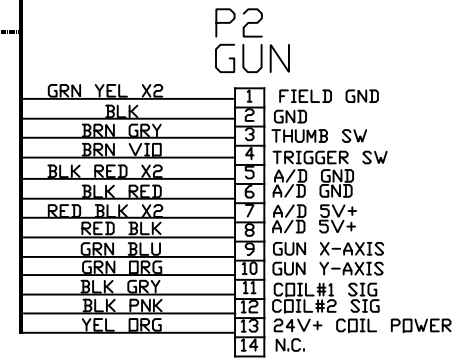 P2
GUN
GRN YEL X2 1 FIELD GND
BLK 2 GND
BRN GRY 3 THUMB SW
BRN VIO 4 TRIGGER SW
BLK RED X2 5 A/D GND
BLK RED 6 A/D GND
RED BLK X2 7 A/D 5V+
RED BLK 8 A/D 5V+
GRN BLU 9 GUN X-AXIS
GRN ORG 10 GUN Y-AXIS
BLK GRY 11 COIL#1 SIG
BLK PNK 12 COIL#2 SIG
YEL ORG 13 24V+ COIL POWER
14 N.C.